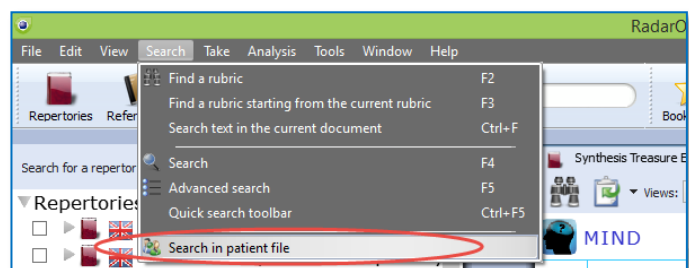 RadarO
File Edit View Search Take Analysis Tools Window Help
Find a rubric F2
Find a rubric starting from the current rubric F3
Search text in the current document Ctrl+F
Repertories Refer Book
Search for a repertor
Search F4
Advanced search F5
Quick search toolbar Ctrl+F5
Search in patient file
Repertories
Synthesis Treasure E
Views:
MIND